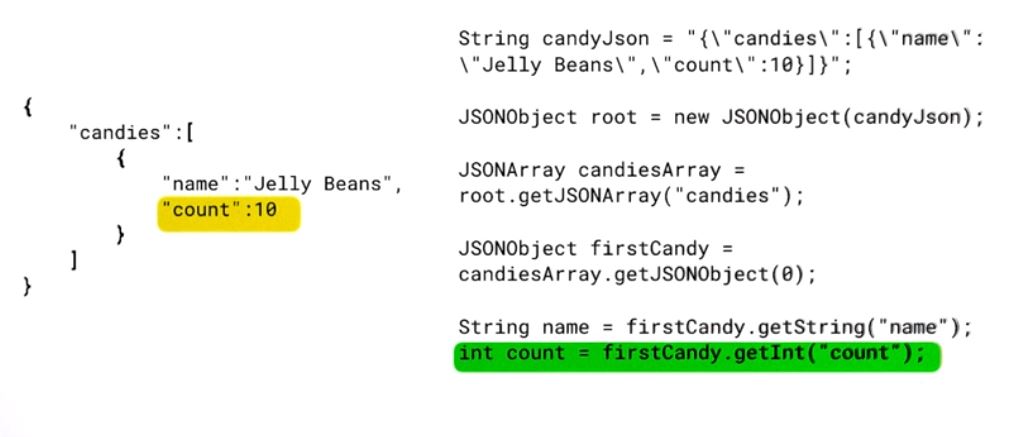 {
"candies":[
{
"name":"Jelly Beans",
"count":10
}
]
}
String candyJson = "{\"candies\":[{\"name\":
\"Jelly Beans\",\"count\":10}]}";
JSONObject root = new JSONObject(candyJson);
JSONArray candiesArray =
root.getJSONArray("candies");
JSONObject firstCandy =
candiesArray.getJSONObject(0);
String name = firstCandy.getString("name");
int count = firstCandy.getInt("count");